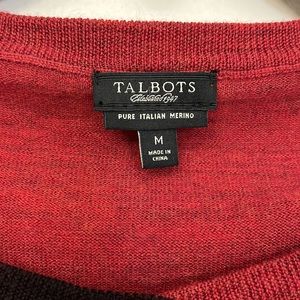 TALBOTS
Established 1947
PURE ITALIAN MERINO
M
MADE IN
CHINA